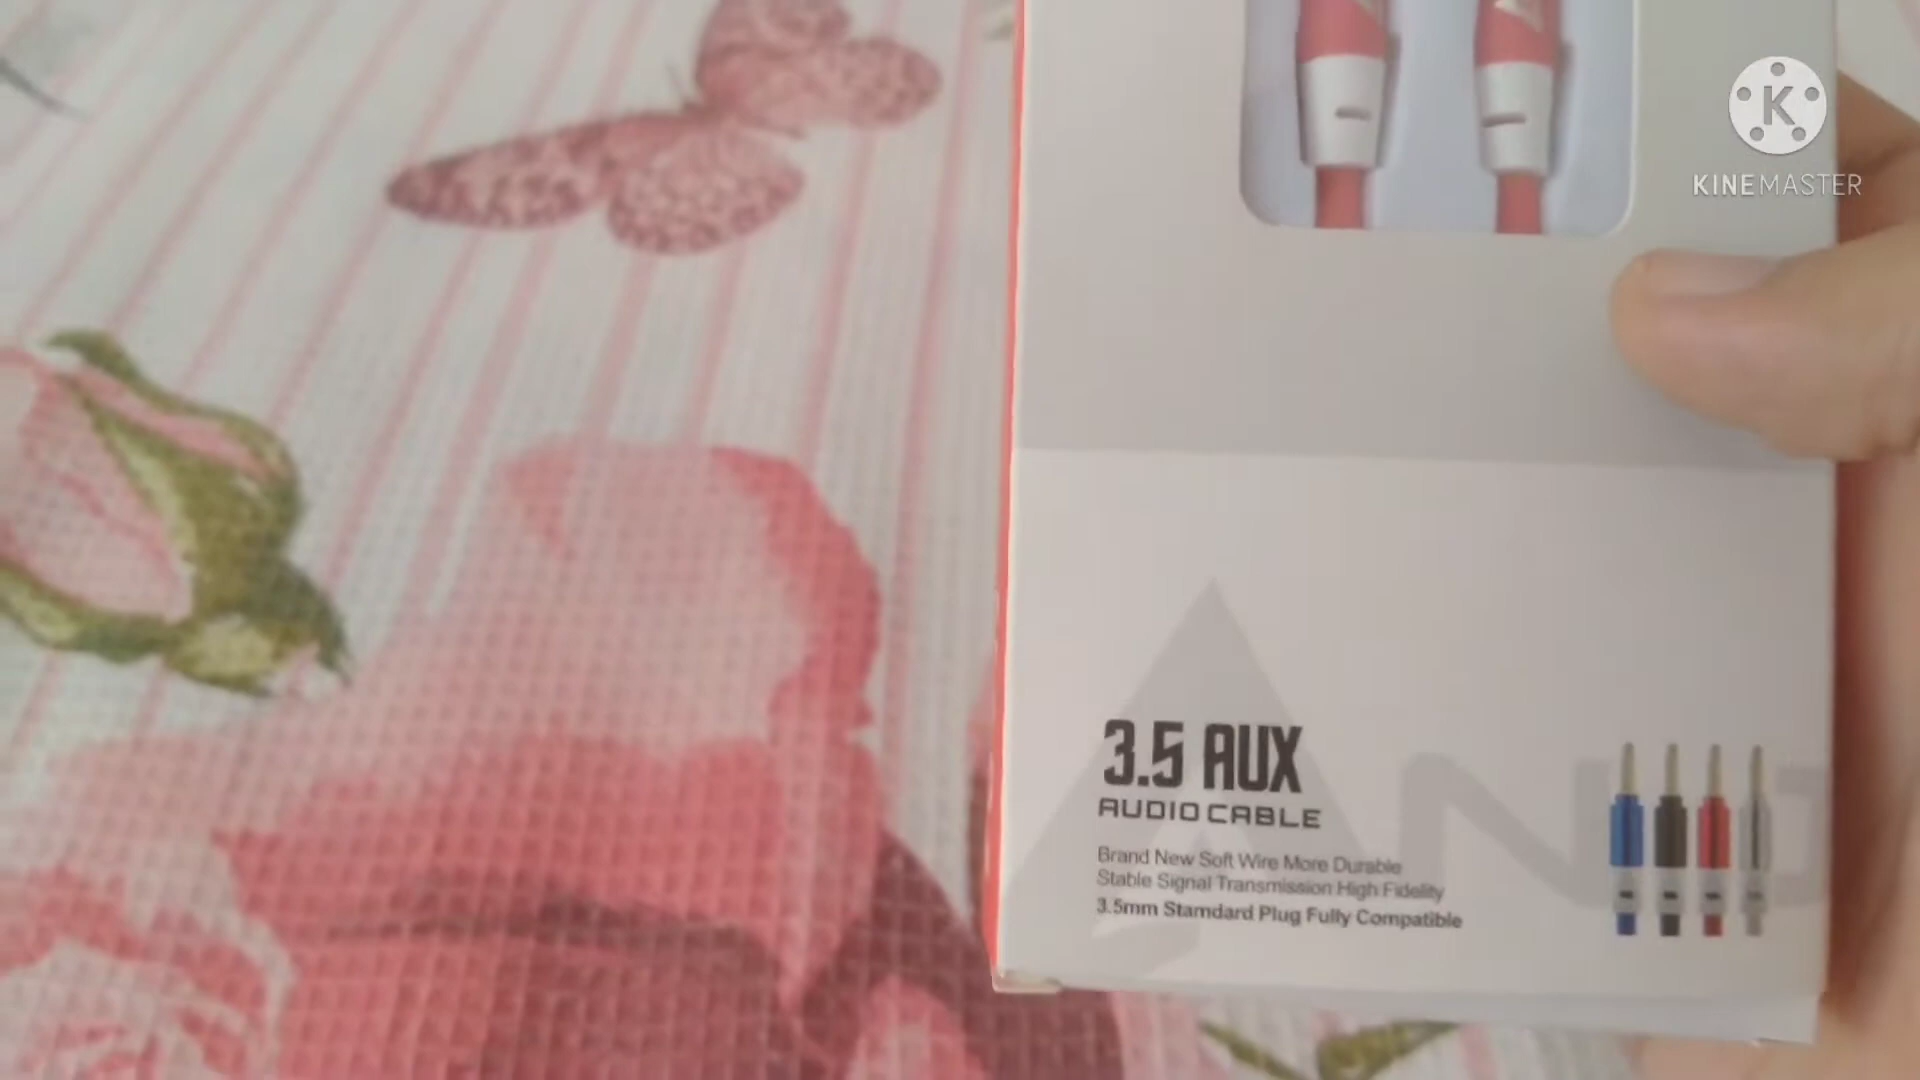 K
KINEMASTER
3.5 AUX
AUDIO CABLE
Brand New Soft Wire More Durable
Stable Signal Transmission High Fidelity
3.5mm Stamdard Plug Fully Compatible